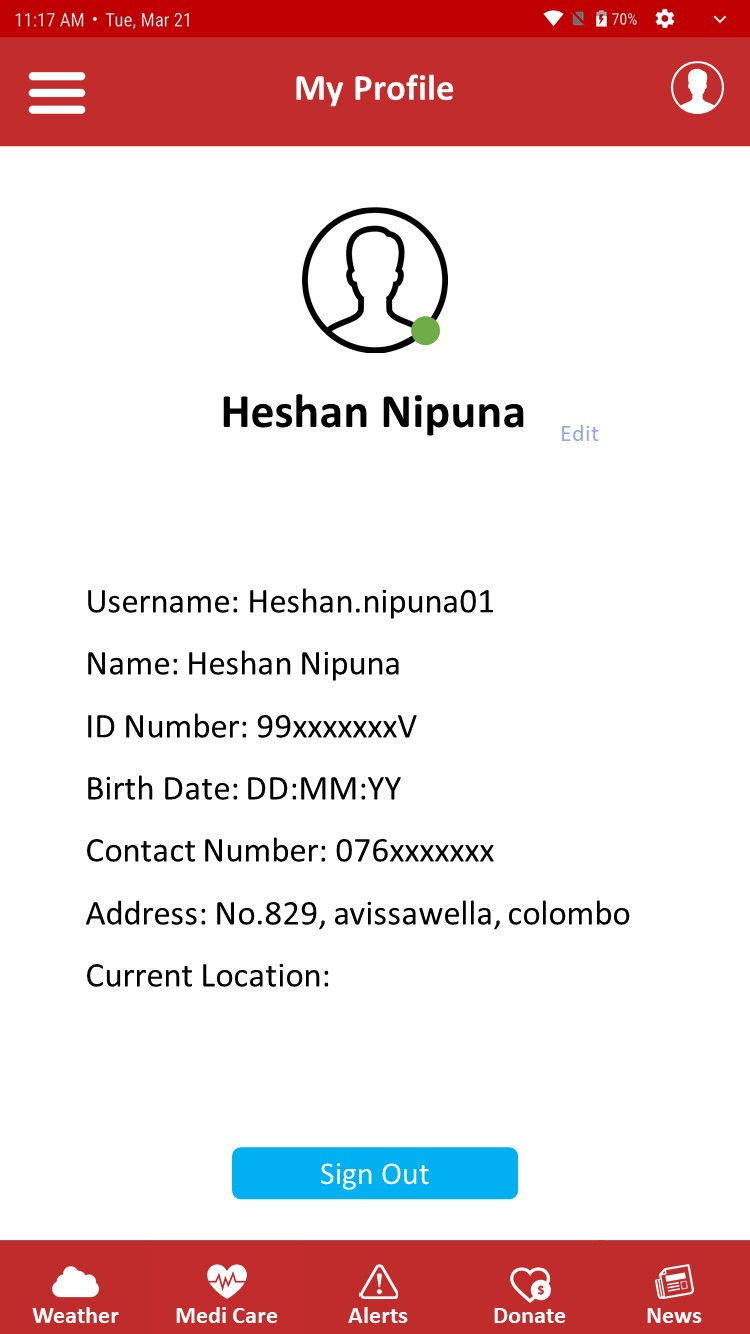 11:17 AM • Tue, Mar 21
70%
My Profile
Heshan Nipuna
Edit
Username: Heshan.nipuna01
Name: Heshan Nipuna
ID Number: 99xxxxxxxV
Birth Date: DD:MM:YY
Contact Number: 076xxxxxxx
Address: No.829, avissawella, colombo
Current Location:
Sign Out
Weather Medi Care Alerts Donate News